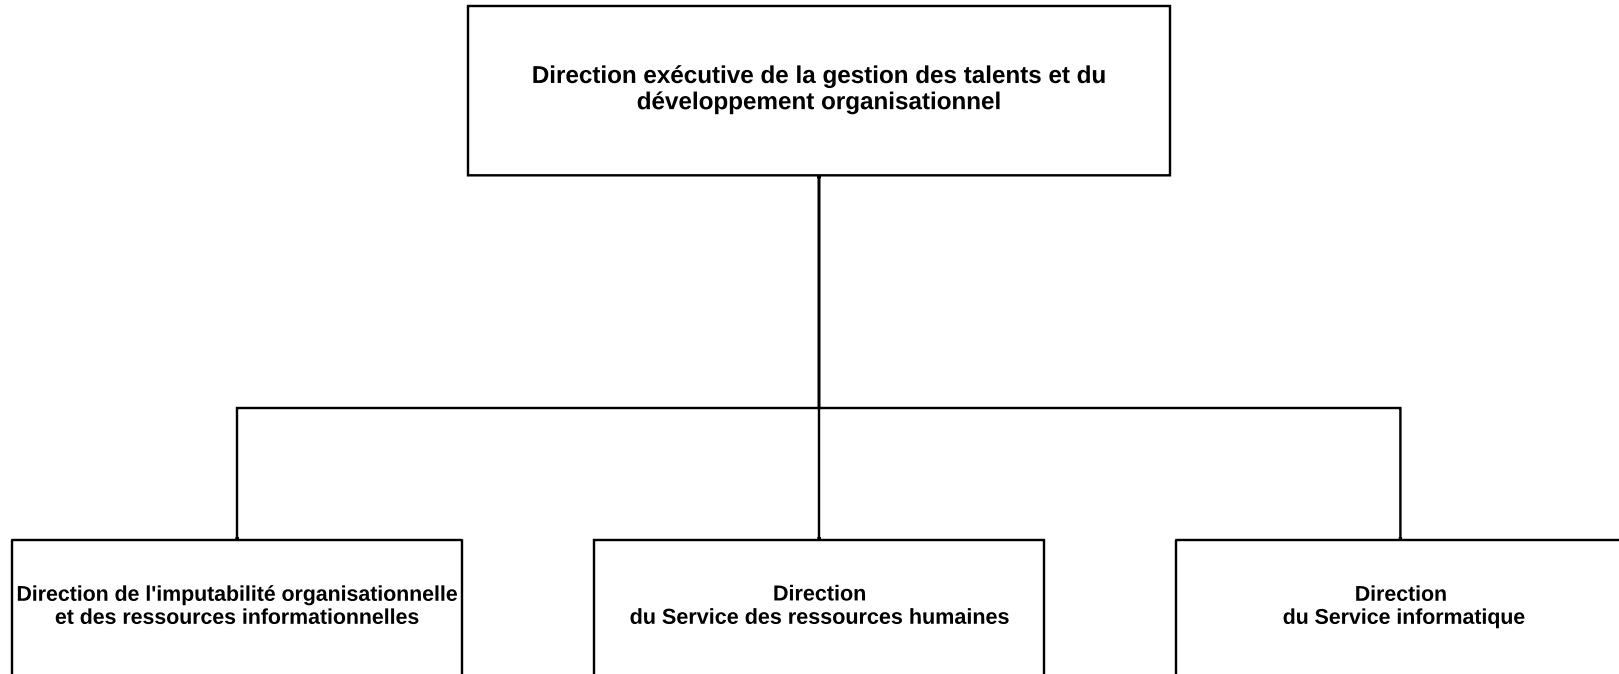 Direction exécutive de la gestion des talents et du
développement organisationnel
Direction de l'imputabilité organisationnelle
et des ressources informationnelles
Direction
du Service des ressources humaines
Direction
du Service informatique